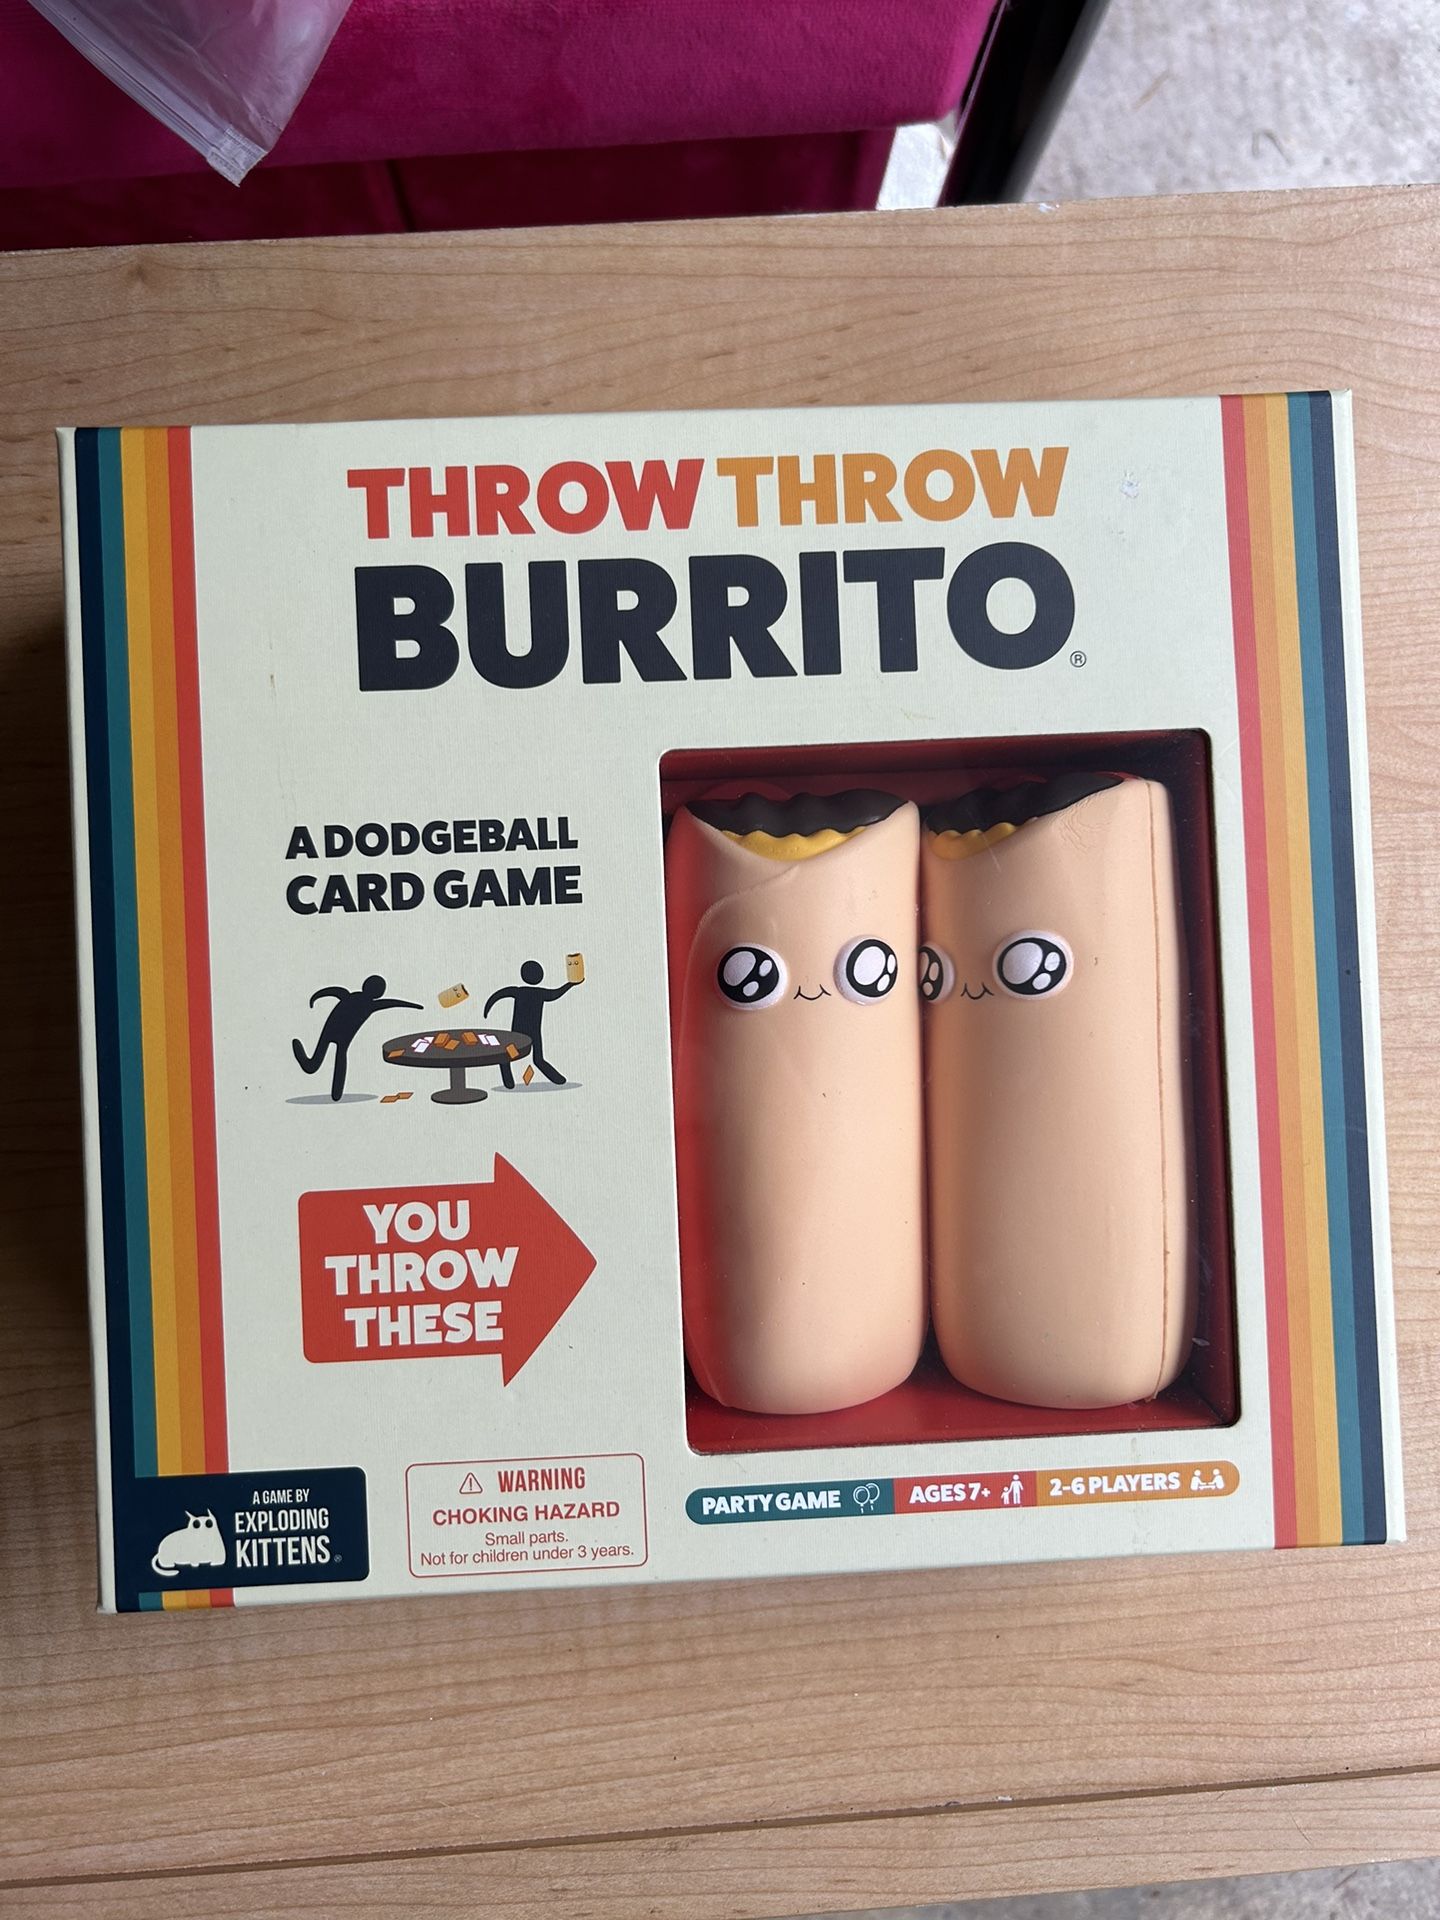 THROW THROW
BURRITO®
A DODGEBALL
CARD GAME
YOU
THROW
THESE
A GAME BY
EXPLODING
KITTENS®
⚠ WARNING
CHOKING HAZARD
Small parts.
Not for children under 3 years.
PARTY GAME
AGES 7+
2-6 PLAYERS